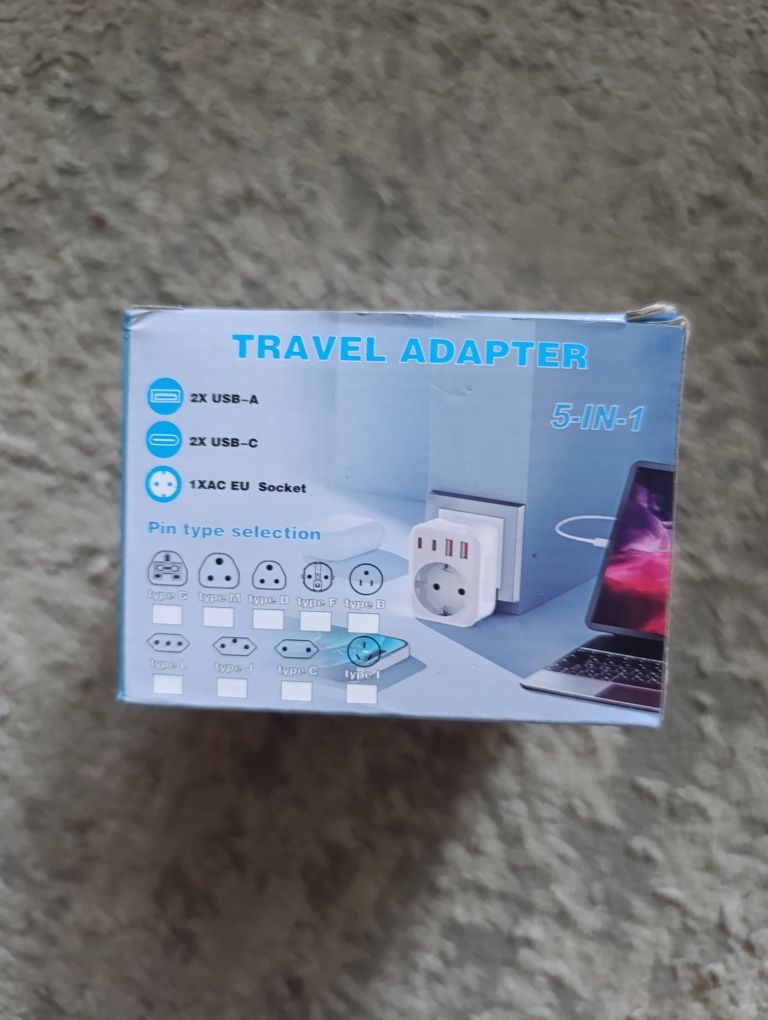 TRAVEL ADAPTER
5-IN-1
2X USB-A
2X USB-C
1XAC EU Socket
Pin type selection
type G type M type D type F type B
type L type J type C type I